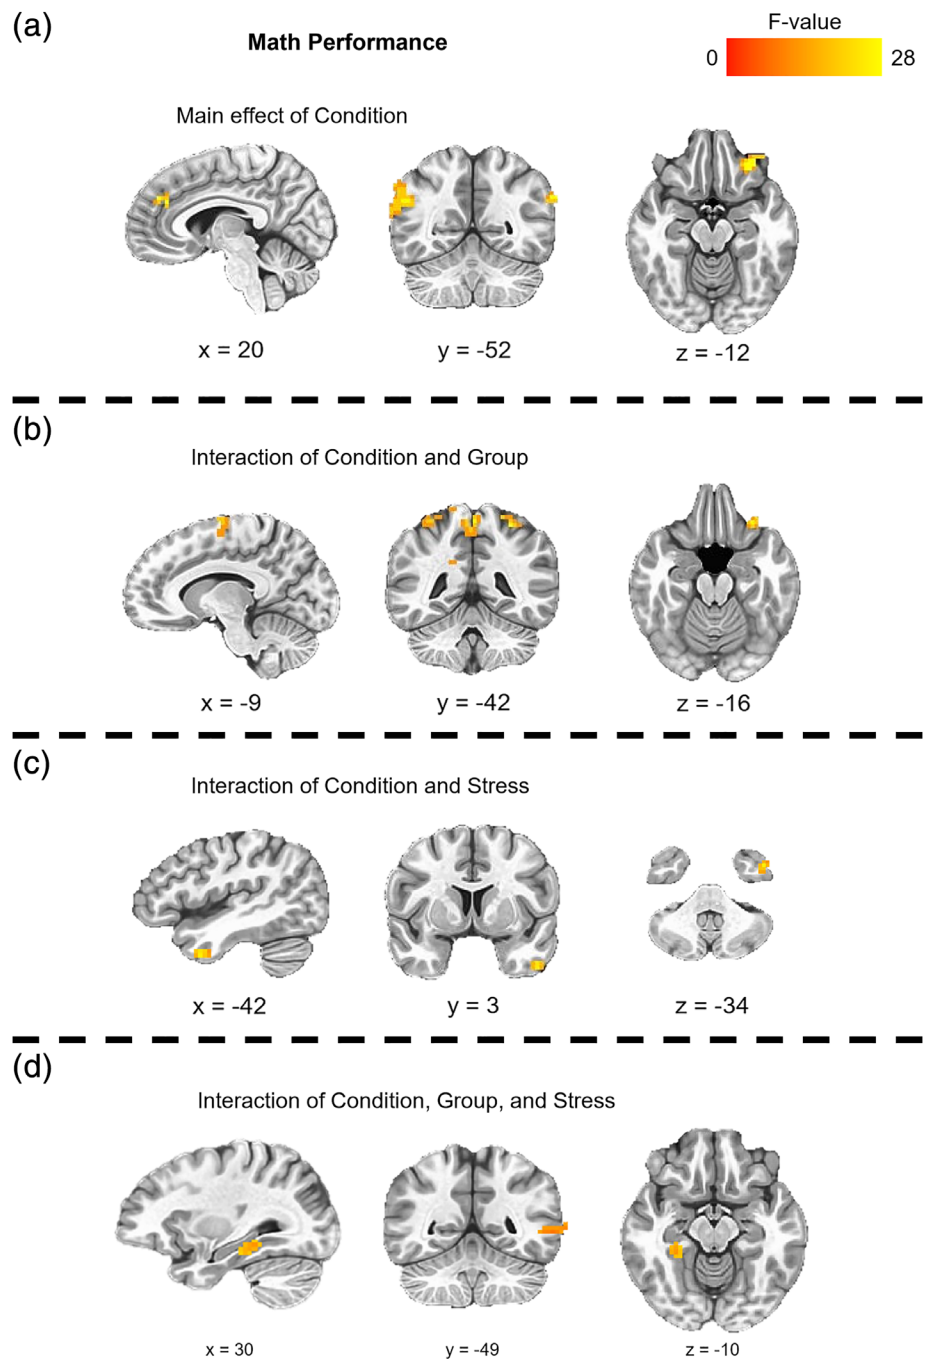 (a)
Math Performance
F-value
0 28
Main effect of Condition
x = 20 y = -52 z = -12
(b)
Interaction of Condition and Group
x = -9 y = -42 z = -16
(c)
Interaction of Condition and Stress
x = -42 y = 3 z = -34
(d)
Interaction of Condition, Group, and Stress
x = 30 y = -49 z = -10